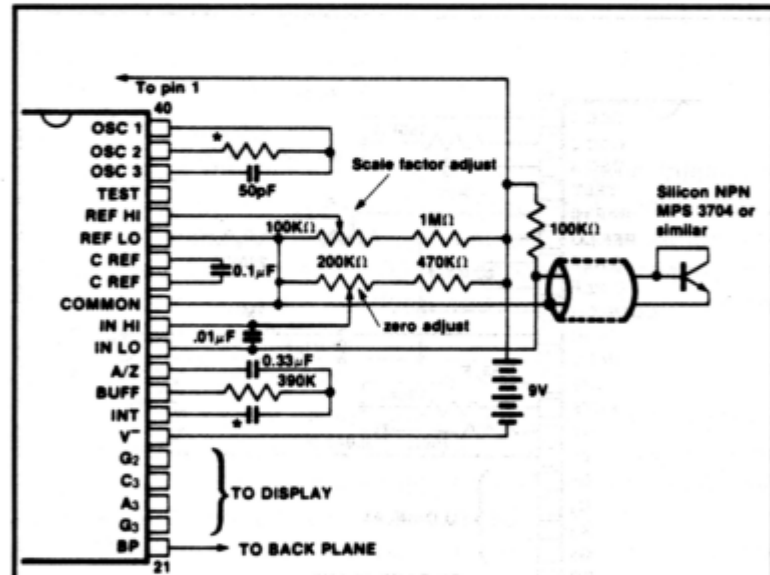 To pin 1
40
OSC 1
OSC 2
*
OSC 3
50pF
Scale factor adjust
TEST
REF HI
REF LO
100KΩ
1MΩ
100KΩ
Silicon NPN
MPS 3704 or
similar
C REF
0.1µF
200KΩ
470KΩ
C REF
COMMON
IN HI
.01µF
zero adjust
IN LO
A/Z
0.33µF
BUFF
390K
9V
INT
*
V⁻
G2
C3
TO DISPLAY
A3
G3
BP
TO BACK PLANE
21